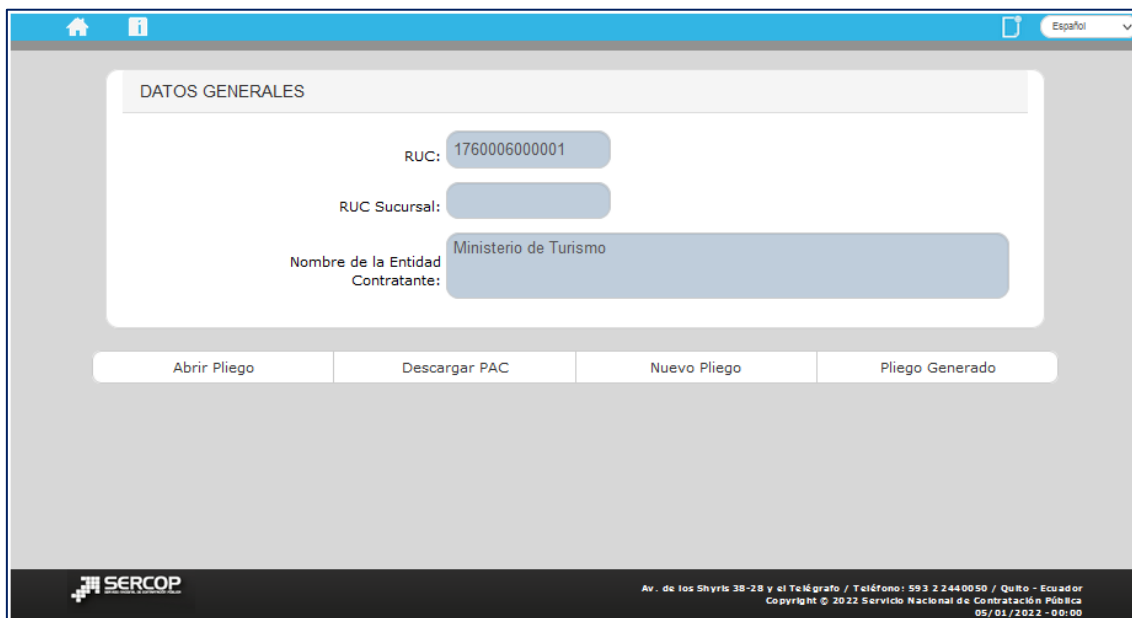 Español
DATOS GENERALES
RUC:
1760006000001
RUC Sucursal:
Nombre de la Entidad
Contratante:
Ministerio de Turismo
Abrir Pliego
Descargar PAC
Nuevo Pliego
Pliego Generado
SERCOP
Av. de los Shyris 38-28 y el Telégrafo / Teléfono: 593 2 2440050 / Quito - Ecuador
Copyright © 2022 Servicio Nacional de Contratación Pública
05/01/2022 - 00:00